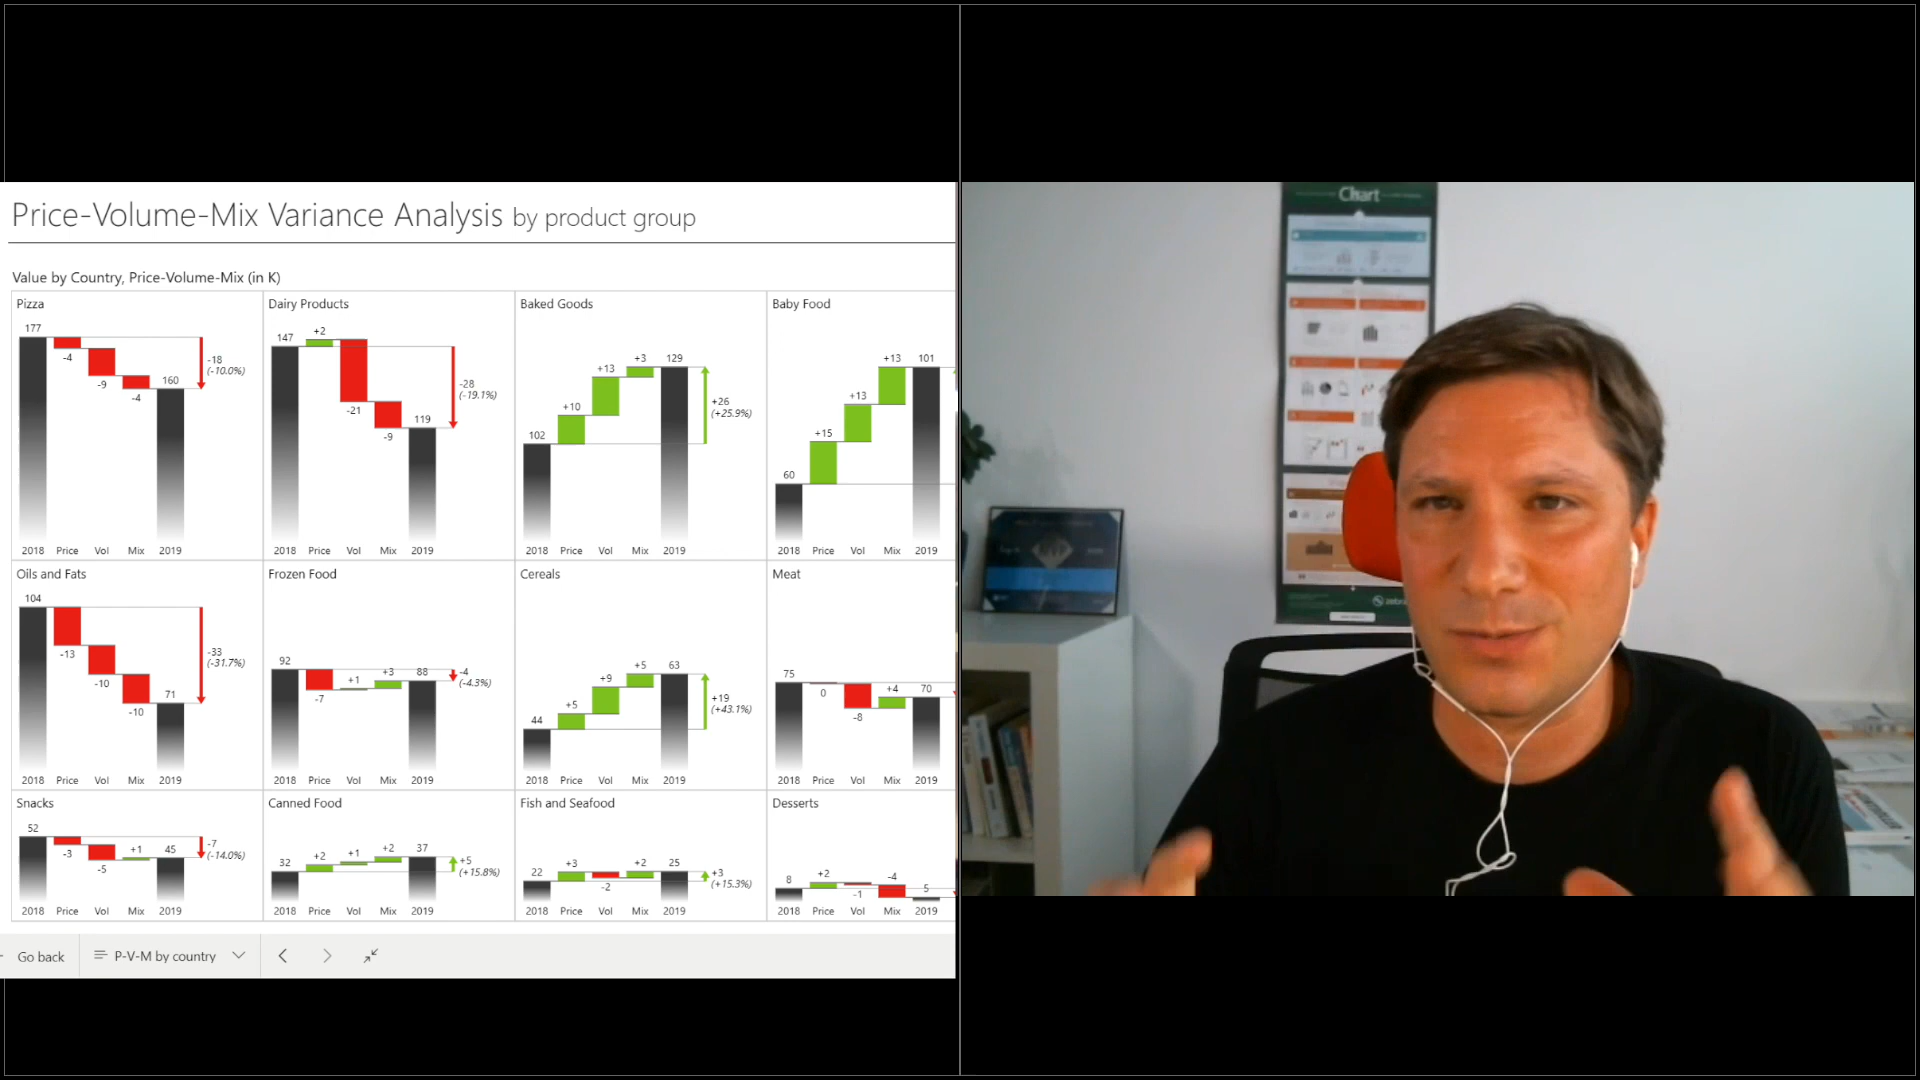 Price-Volume-Mix Variance Analysis by product group
Value by Country, Price-Volume-Mix (in K)
Pizza
177
-4
-9
-4
160
-18
(-10.0%)
2018 Price Vol Mix 2019
Dairy Products
147
+2
-21
-9
119
-28
(-19.1%)
2018 Price Vol Mix 2019
Baked Goods
102
+10
+13
+3
129
+26
(+25.9%)
2018 Price Vol Mix 2019
Baby Food
60
+15
+13
+13
101
2018 Price Vol Mix 2019
Oils and Fats
104
-13
-10
-10
71
-33
(-31.7%)
2018 Price Vol Mix 2019
Frozen Food
92
-7
+1
+3
88
-4
(-4.3%)
2018 Price Vol Mix 2019
Cereals
44
+5
+9
+5
63
+19
(+43.1%)
2018 Price Vol Mix 2019
Meat
75
0
-8
+4
70
2018 Price Vol Mix 2019
Snacks
52
-3
-5
+1
45
-7
(-14.0%)
2018 Price Vol Mix 2019
Canned Food
32
+2
+1
+2
37
+5
(+15.8%)
2018 Price Vol Mix 2019
Fish and Seafood
22
+3
-2
+2
25
+3
(+15.3%)
2018 Price Vol Mix 2019
Desserts
8
+2
-1
-4
5
2018 Price Vol Mix 2019
Go back
P-V-M by country
Chart